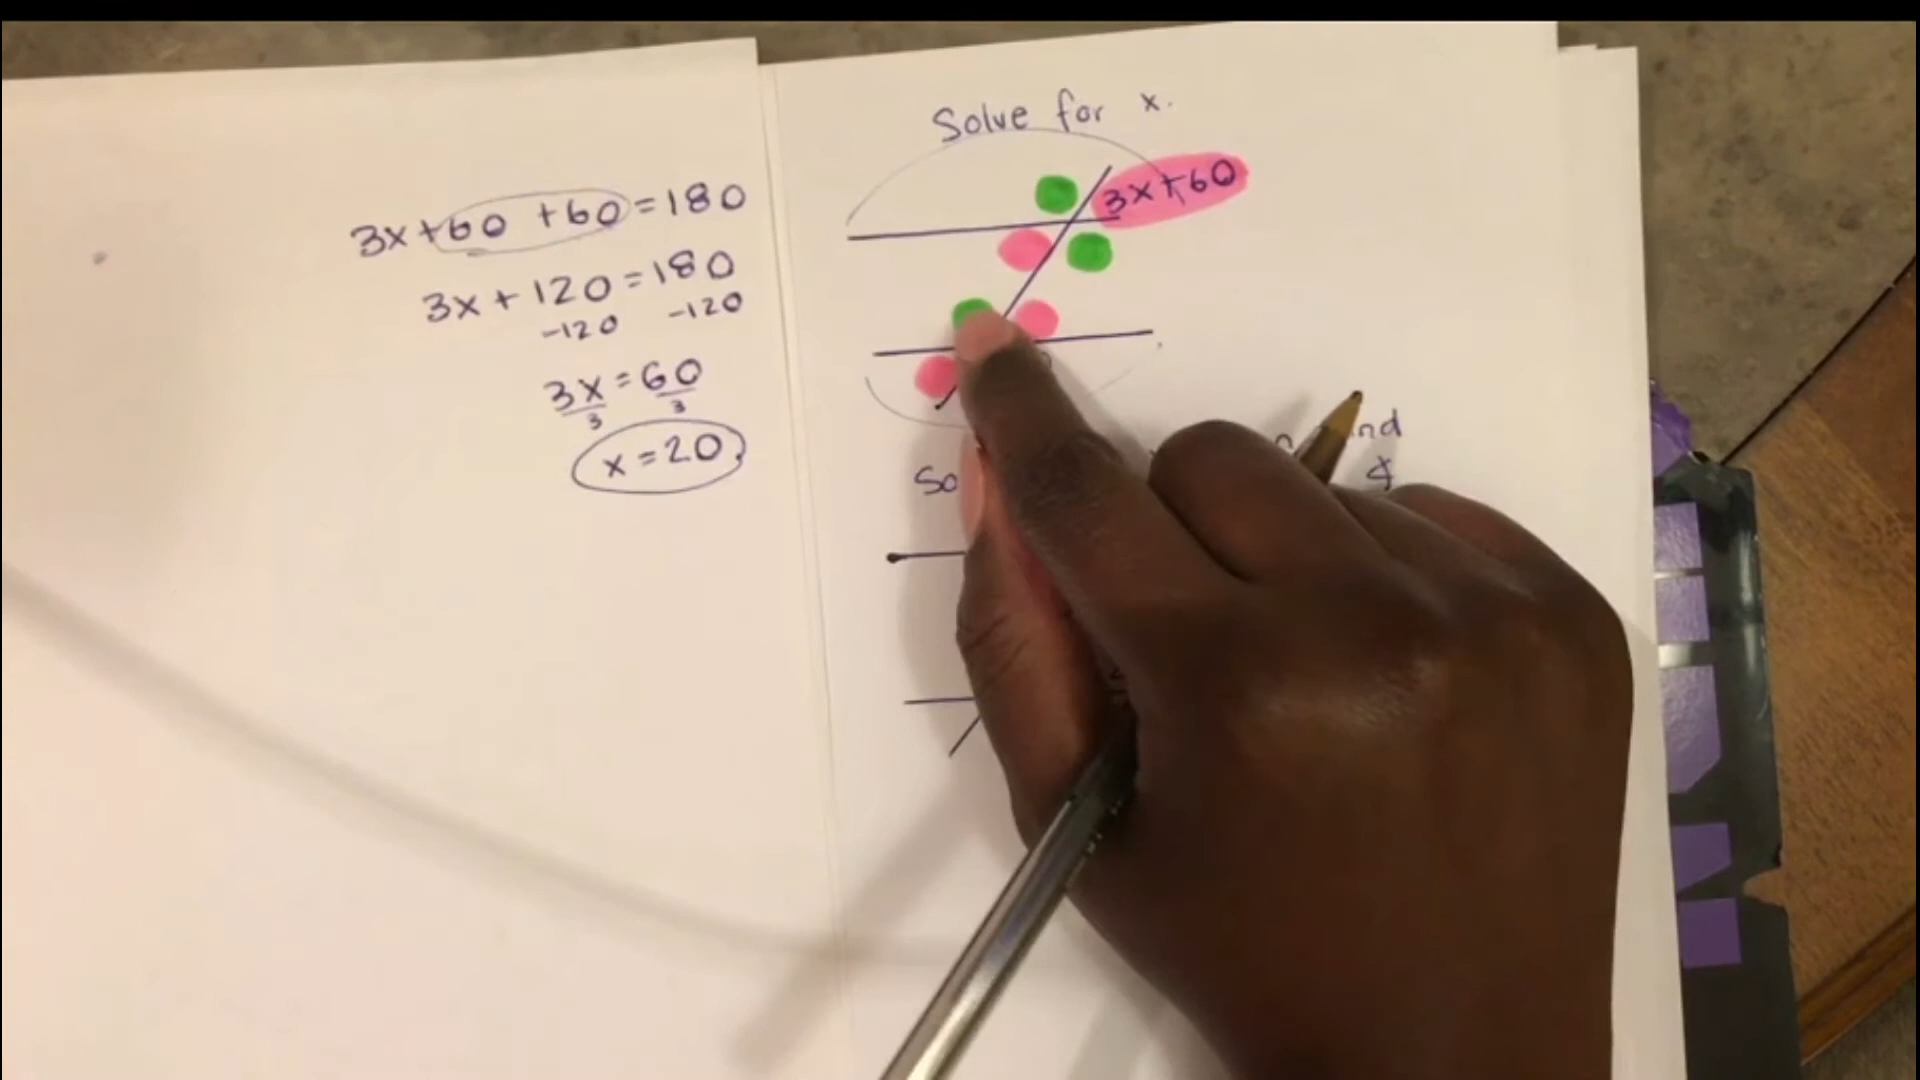 3x+60 +60=180
3x + 120 = 180
-120 -120
3x = 60
3 3
x = 20
Solve for x.
3x+60
So